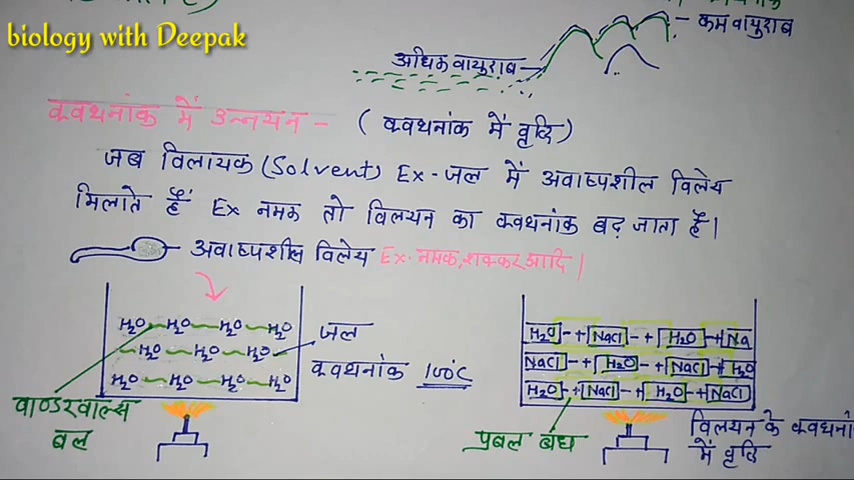 biology with Deepak
कम वायुदाब
अधिक वायुदाब
क्वथनांक में उन्नयन - (क्वथनांक में वृद्धि)
जब विलायक (Solvent) Ex - जल में अवाष्पशील विलेय
मिलाते हैं Ex नमक तो विलयन का क्वथनांक बढ़ जाता है।
अवाष्पशील विलेय Ex. नमक, शक्कर आदि।
H₂O H₂O H₂O H₂O
H₂O H₂O H₂O
H₂O H₂O H₂O H₂O
जल
क्वथनांक 100°C
वाण्डरवाल्स
बल
H₂O - + NaCl - + H₂O - + Na
NaCl - + H₂O - + NaCl - + H₂O
H₂O - + NaCl - + H₂O - + NaCl
प्रबल बंध
विलयन के क्वथनां
में वृद्धि